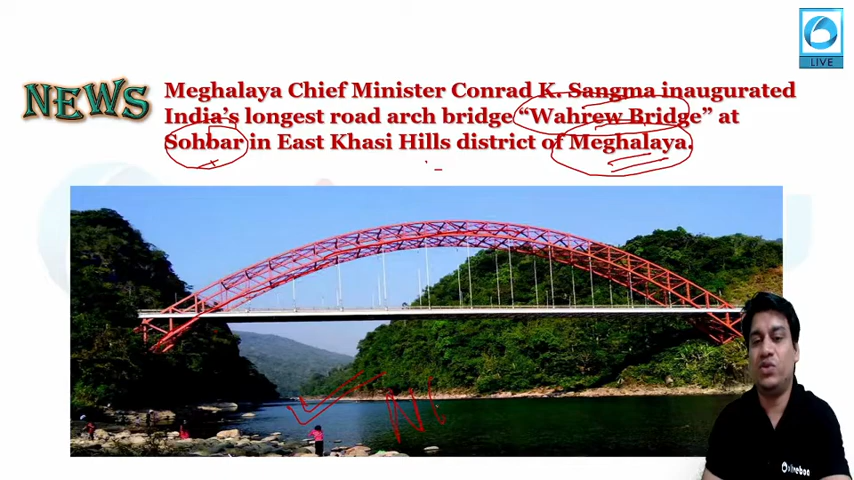 LIVE
NEWS
Meghalaya Chief Minister Conrad K. Sangma inaugurated
India's longest road arch bridge “Wahrew Bridge” at
Sohbar in East Khasi Hills district of Meghalaya.